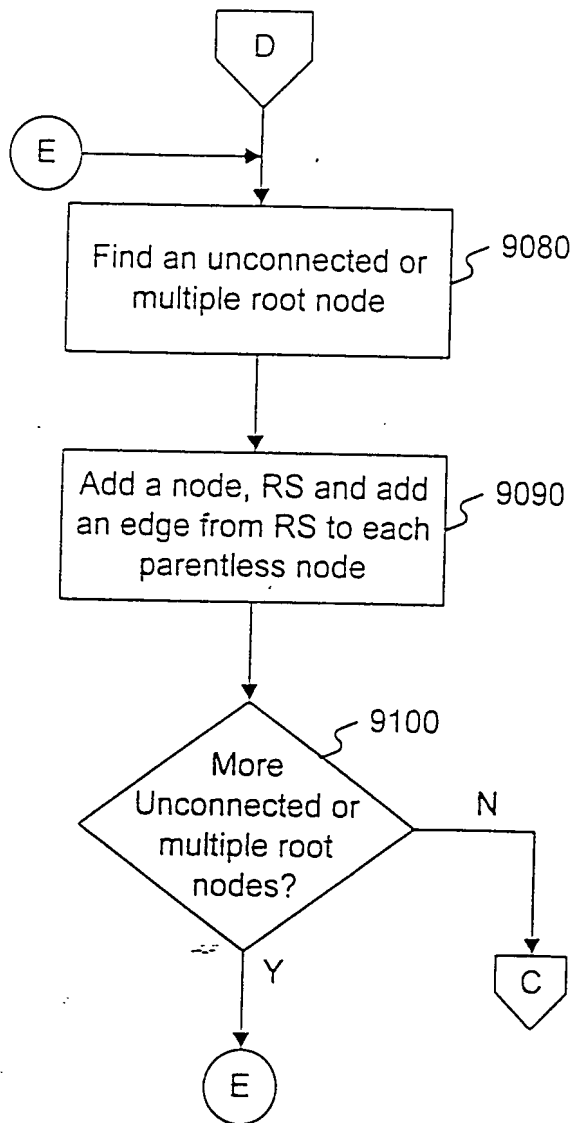 D
E
Find an unconnected or
multiple root node
9080
Add a node, RS and add
an edge from RS to each
parentless node
9090
9100
More
Unconnected or
multiple root
nodes?
N
Y
C
E